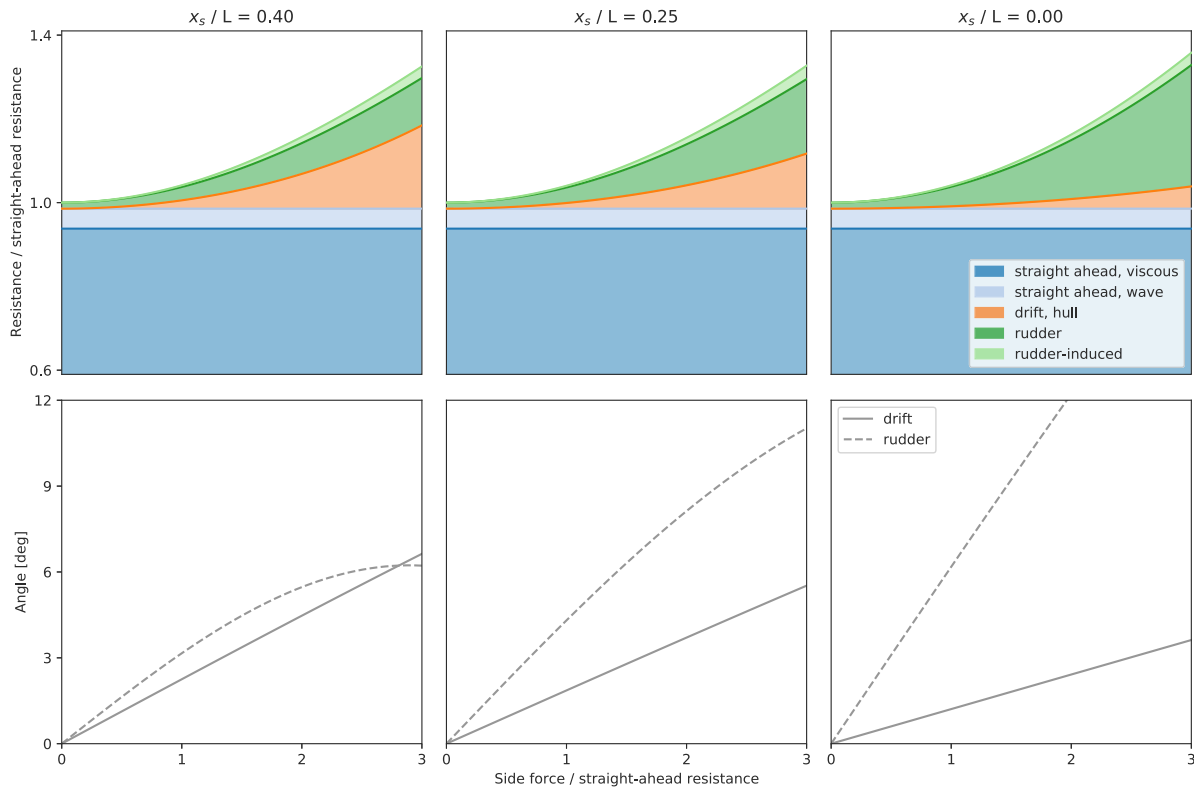 x_s / L = 0.40
x_s / L = 0.25
x_s / L = 0.00
Resistance / straight-ahead resistance
1.4
1.0
0.6
straight ahead, viscous
straight ahead, wave
drift, hull
rudder
rudder-induced
Angle [deg]
12
9
6
3
0
drift
rudder
0 1 2 3
0 1 2 3
0 1 2 3
Side force / straight-ahead resistance